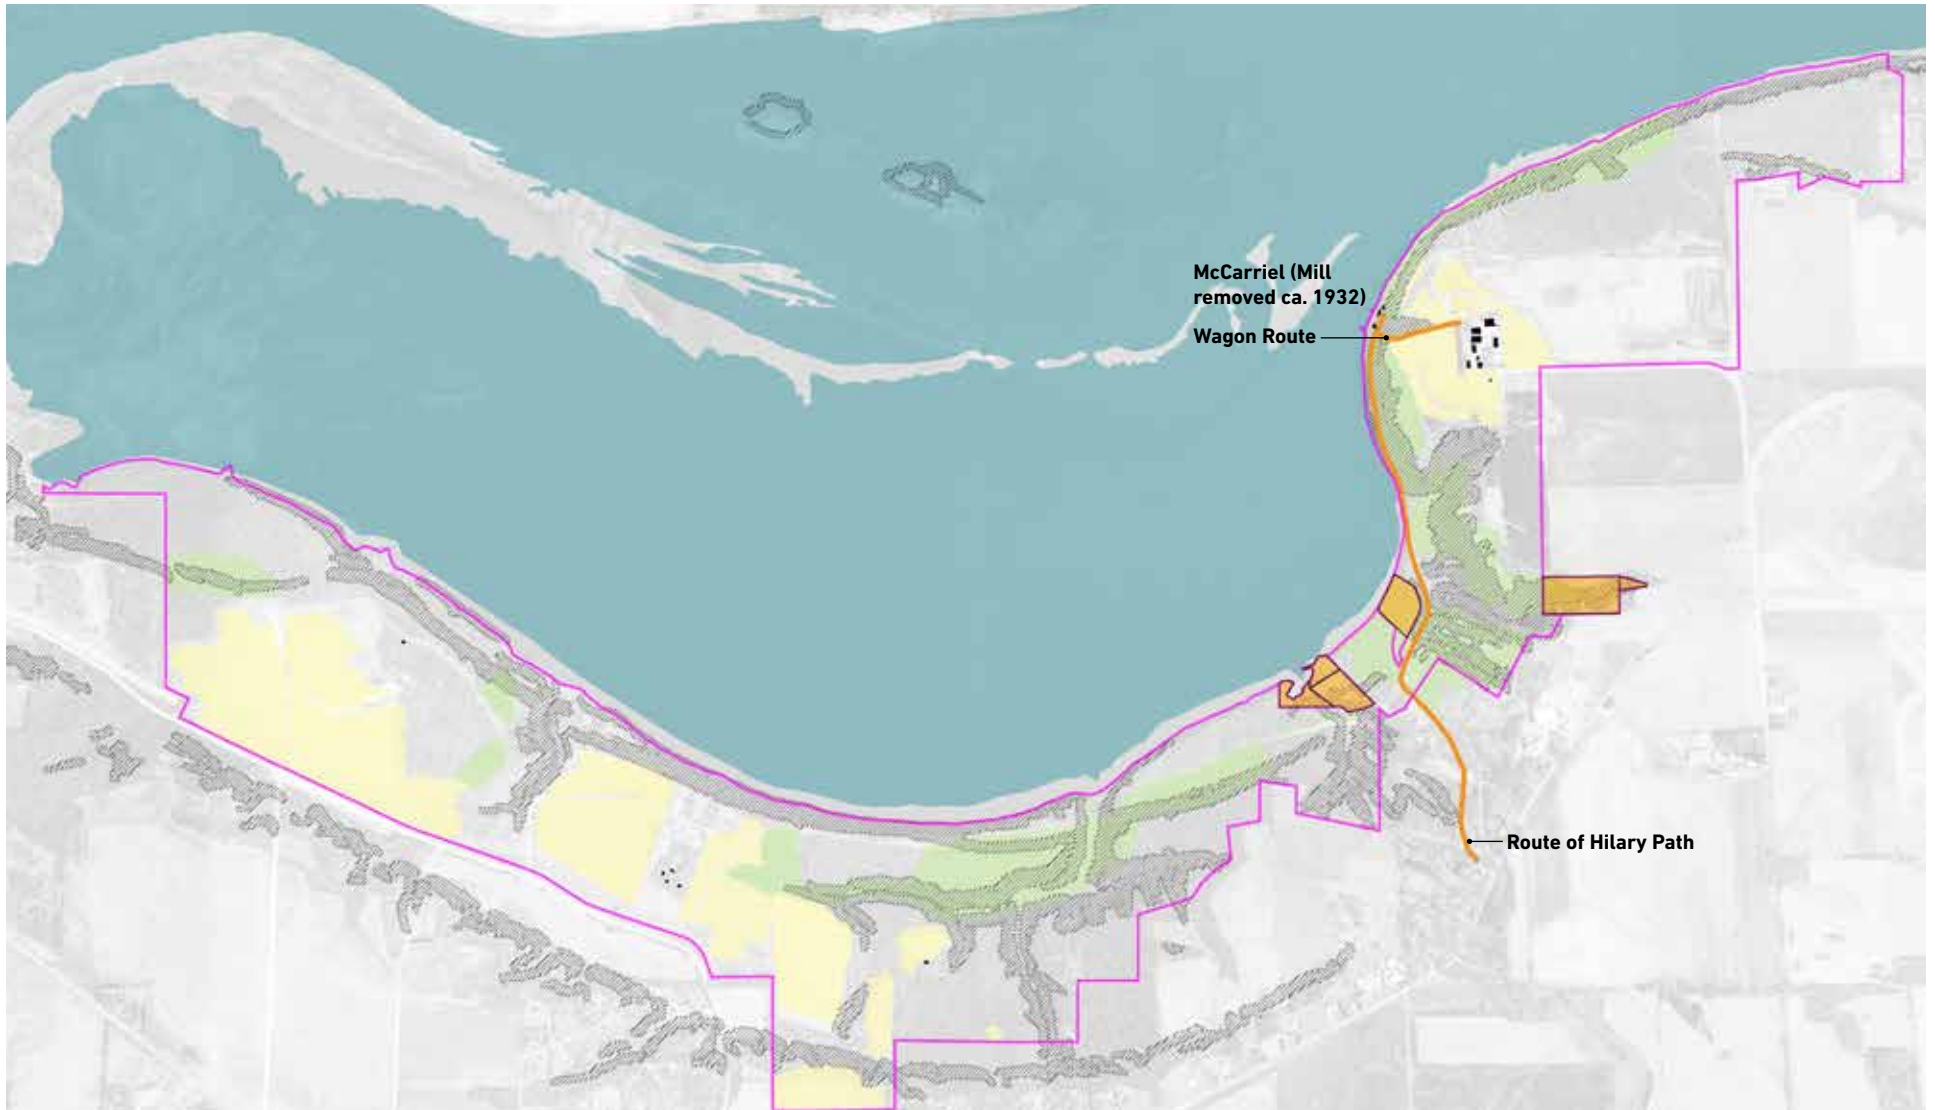 McCarriel (Mill
removed ca. 1932)
Wagon Route
Route of Hilary Path